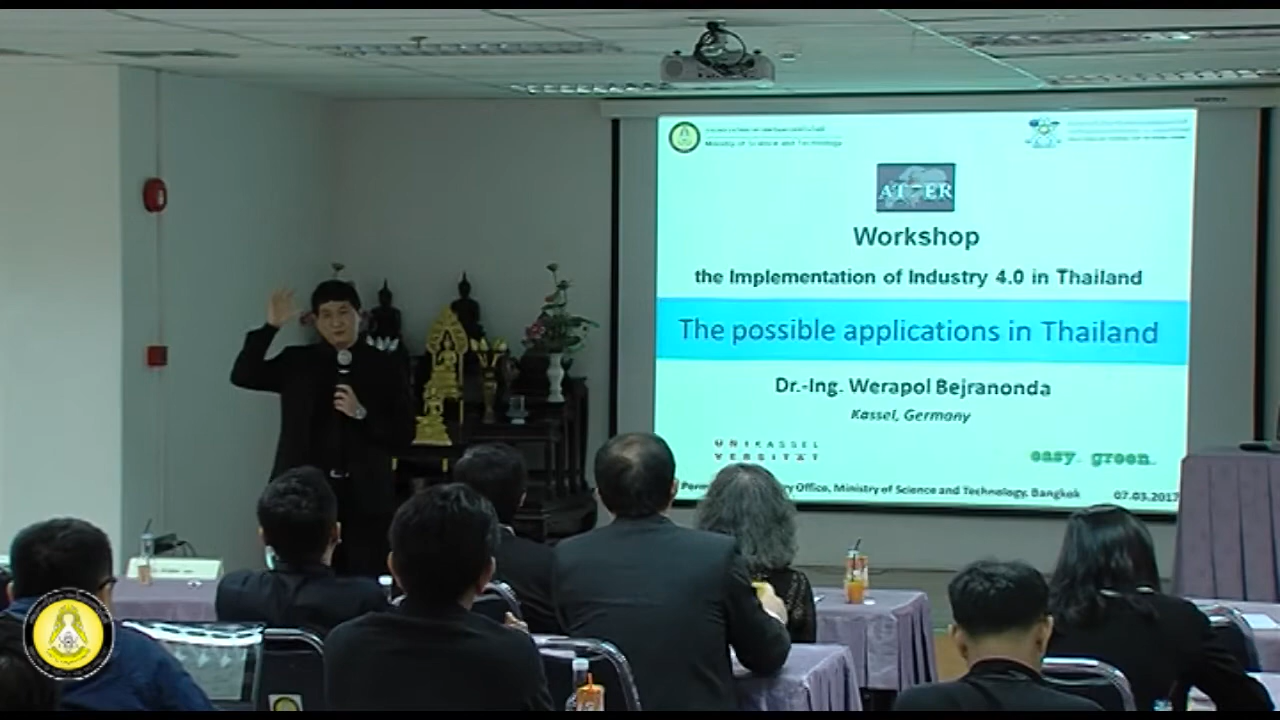 Ministry of Science and Technology
AT ER
Workshop
the Implementation of Industry 4.0 in Thailand
The possible applications in Thailand
Dr.-Ing. Werapol Bejranonda
Kassel, Germany
UNIKASSEL
VERSITÄT
easy. green.
Office, Ministry of Science and Technology, Bangkok 07.03.2017